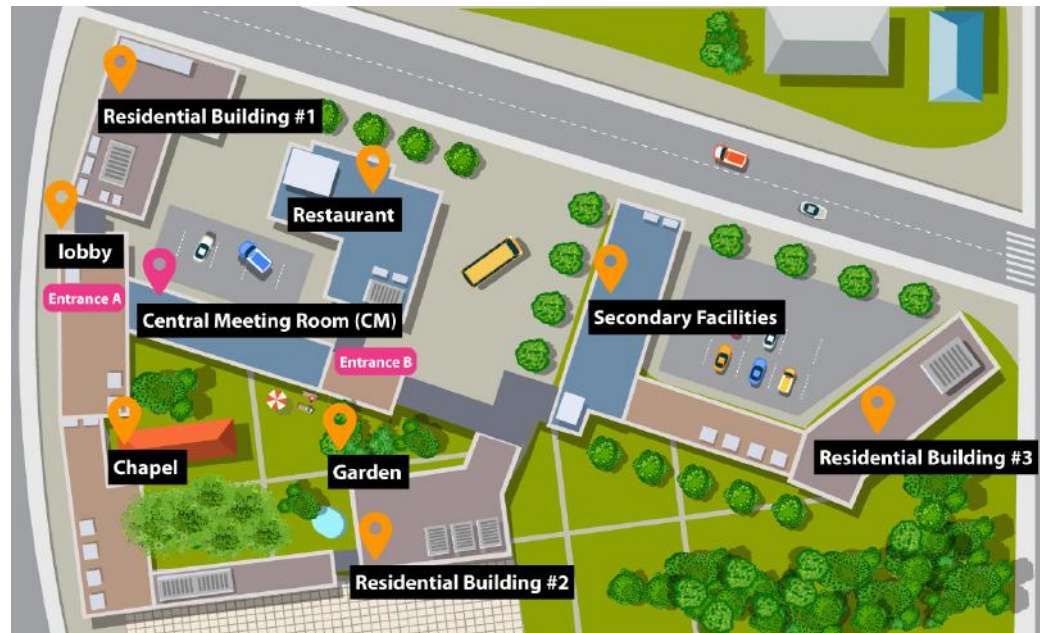 Residential Building #1
Restaurant
lobby
Entrance A
Central Meeting Room (CM)
Secondary Facilities
Entrance B
Chapel
Garden
Residential Building #3
Residential Building #2